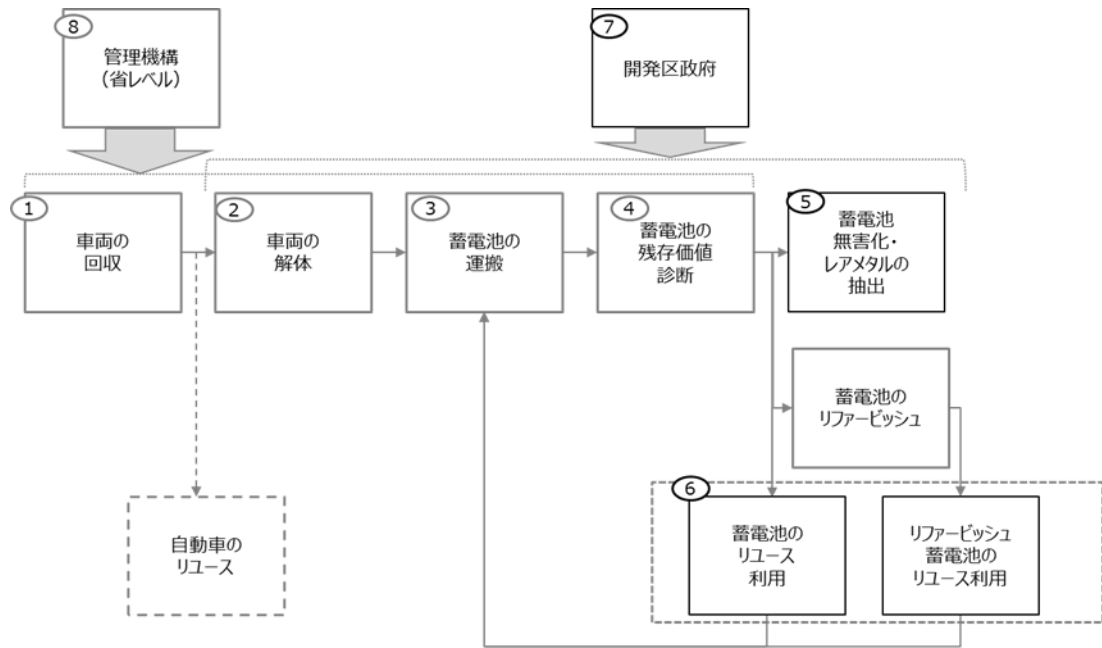 8
管理機構
（省レベル）
7
開発区政府
1
車両の
回収
2
車両の
解体
3
蓄電池の
運搬
4
蓄電池の
残存価値
診断
5
蓄電池
無害化・
レアメタルの
抽出
蓄電池の
リファービッシュ
自動車の
リユース
6
蓄電池の
リユース
利用
リファービッシュ
蓄電池の
リユース利用